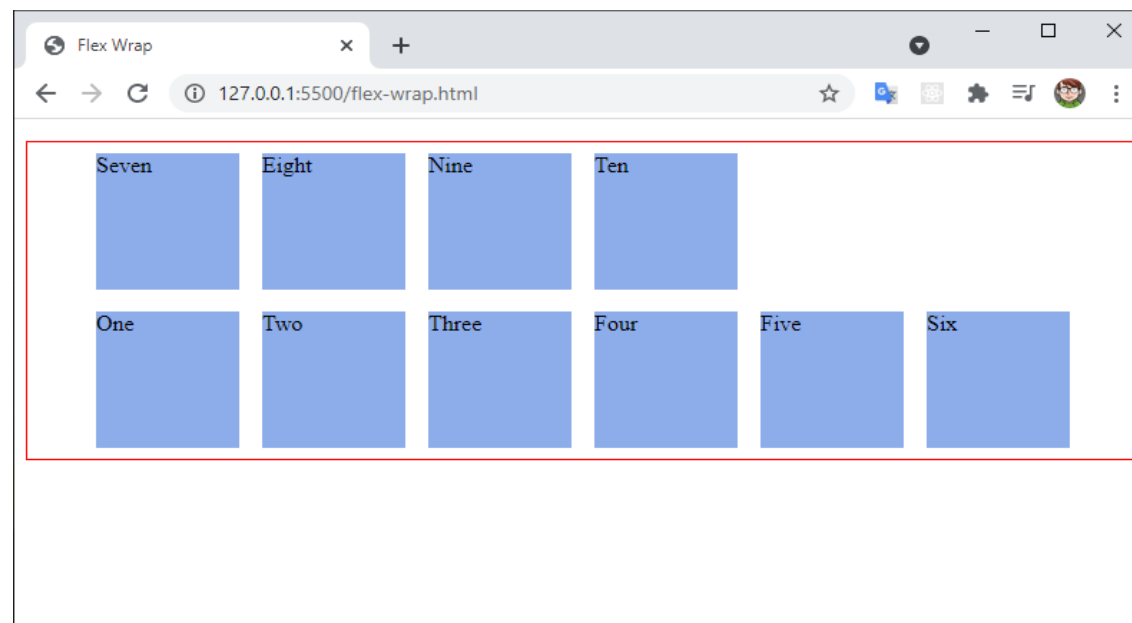 Flex Wrap
127.0.0.1:5500/flex-wrap.html
Seven Eight Nine Ten
One Two Three Four Five Six